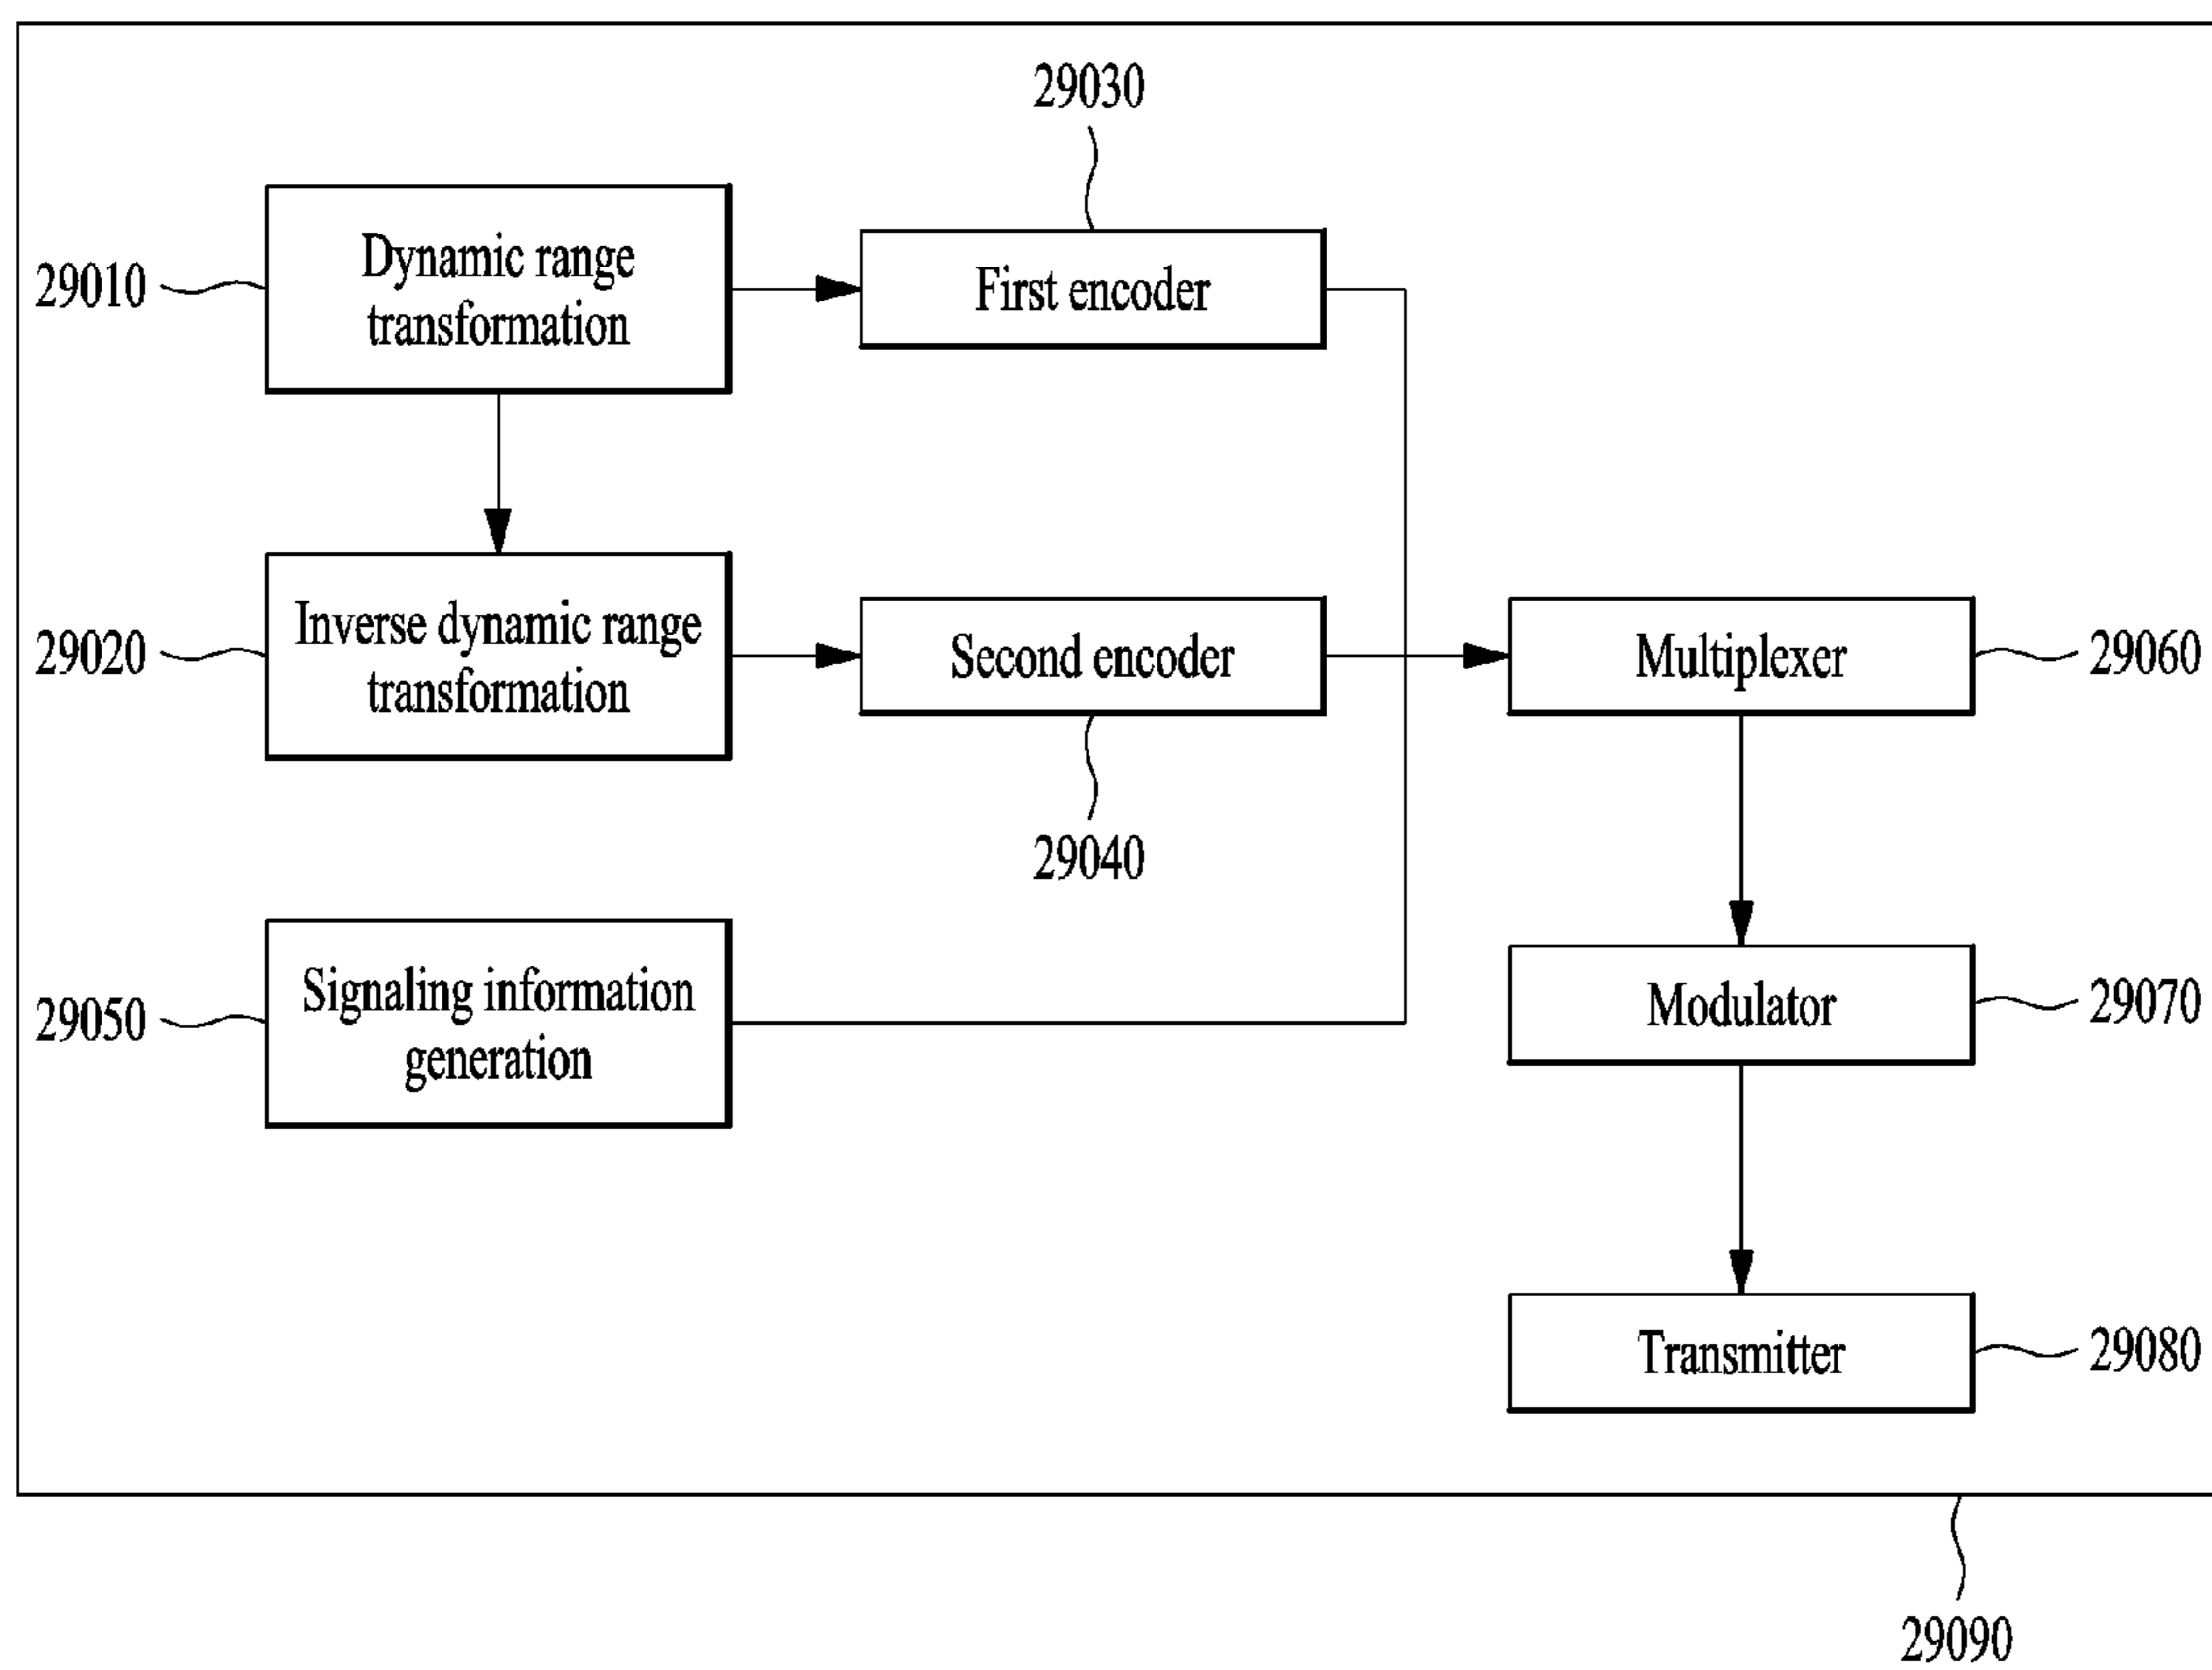 29030
29010
Dynamic range
transformation
First encoder
29020
Inverse dynamic range
transformation
Second encoder
Multiplexer
29060
29040
29050
Signaling information
generation
Modulator
29070
Transmitter
29080
29090